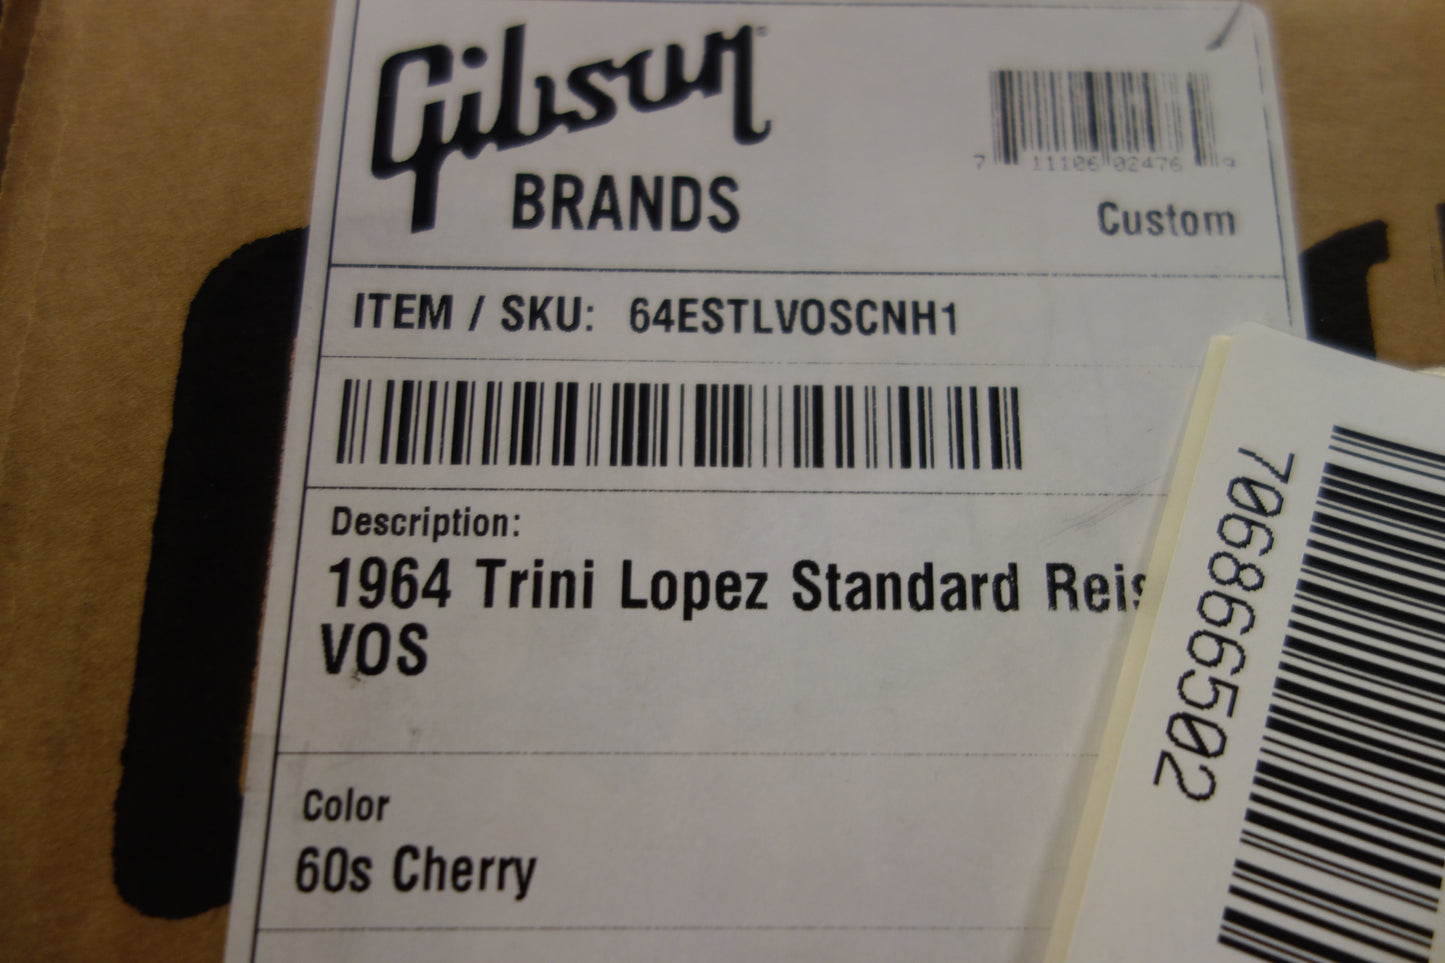 Gibson
BRANDS
7 11106 02476 9
Custom
ITEM / SKU: 64ESTLVOSCNH1
Description:
1964 Trini Lopez Standard Reis
VOS
Color
60s Cherry
706866502